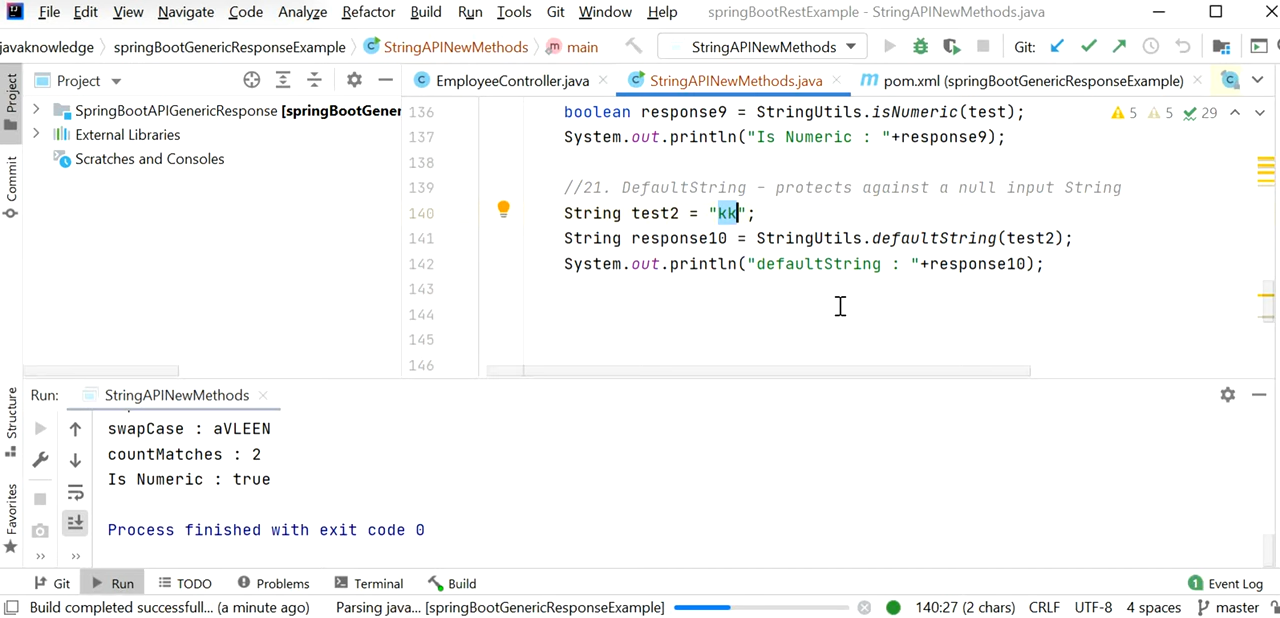 File Edit View Navigate Code Analyze Refactor Build Run Tools Git Window Help springBootRestExample - StringAPINewMethods.java
javaknowledge springBootGenericResponseExample StringAPINewMethods main StringAPINewMethods Git:
Project EmployeeController.java StringAPINewMethods.java pom.xml (springBootGenericResponseExample)
Project
Commit
Structure
Favorites
SpringBootAPIGenericResponse [springBootGener
External Libraries
Scratches and Consoles
5 5 29
136 boolean response9 = StringUtils.isNumeric(test);
137 System.out.println("Is Numeric : "+response9);
138
139 //21. DefaultString - protects against a null input String
140 String test2 = "kk";
141 String response10 = StringUtils.defaultString(test2);
142 System.out.println("defaultString : "+response10);
143
144
145
146
Run: StringAPINewMethods
swapCase : aVLEEN
countMatches : 2
Is Numeric : true
Process finished with exit code 0
Git Run TODO Problems Terminal Build 1 Event Log
Build completed successfull... (a minute ago) Parsing java... [springBootGenericResponseExample] 140:27 (2 chars) CRLF UTF-8 4 spaces master